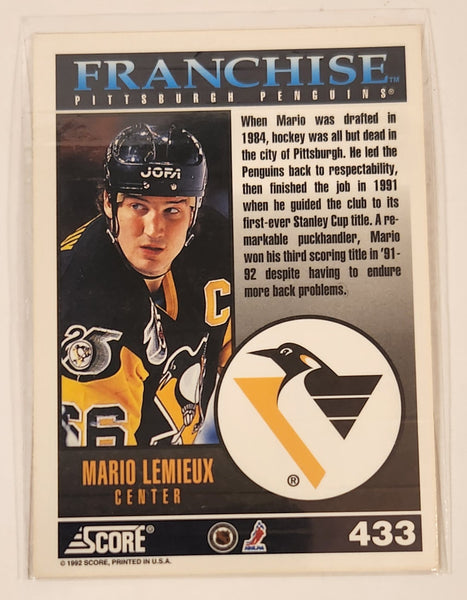 FRANCHISE™
PITTSBURGH PENGUINS®
When Mario was drafted in
1984, hockey was all but dead in
the city of Pittsburgh. He led the
Penguins back to respectability,
then finished the job in 1991
when he guided the club to its
first-ever Stanley Cup title. A re-
markable puckhandler, Mario
won his third scoring title in '91-
92 despite having to endure
more back problems.
JOFA
C
25
66
®
MARIO LEMIEUX
CENTER
SCORE®
NHLPA
433
© 1992 SCORE, PRINTED IN U.S.A.